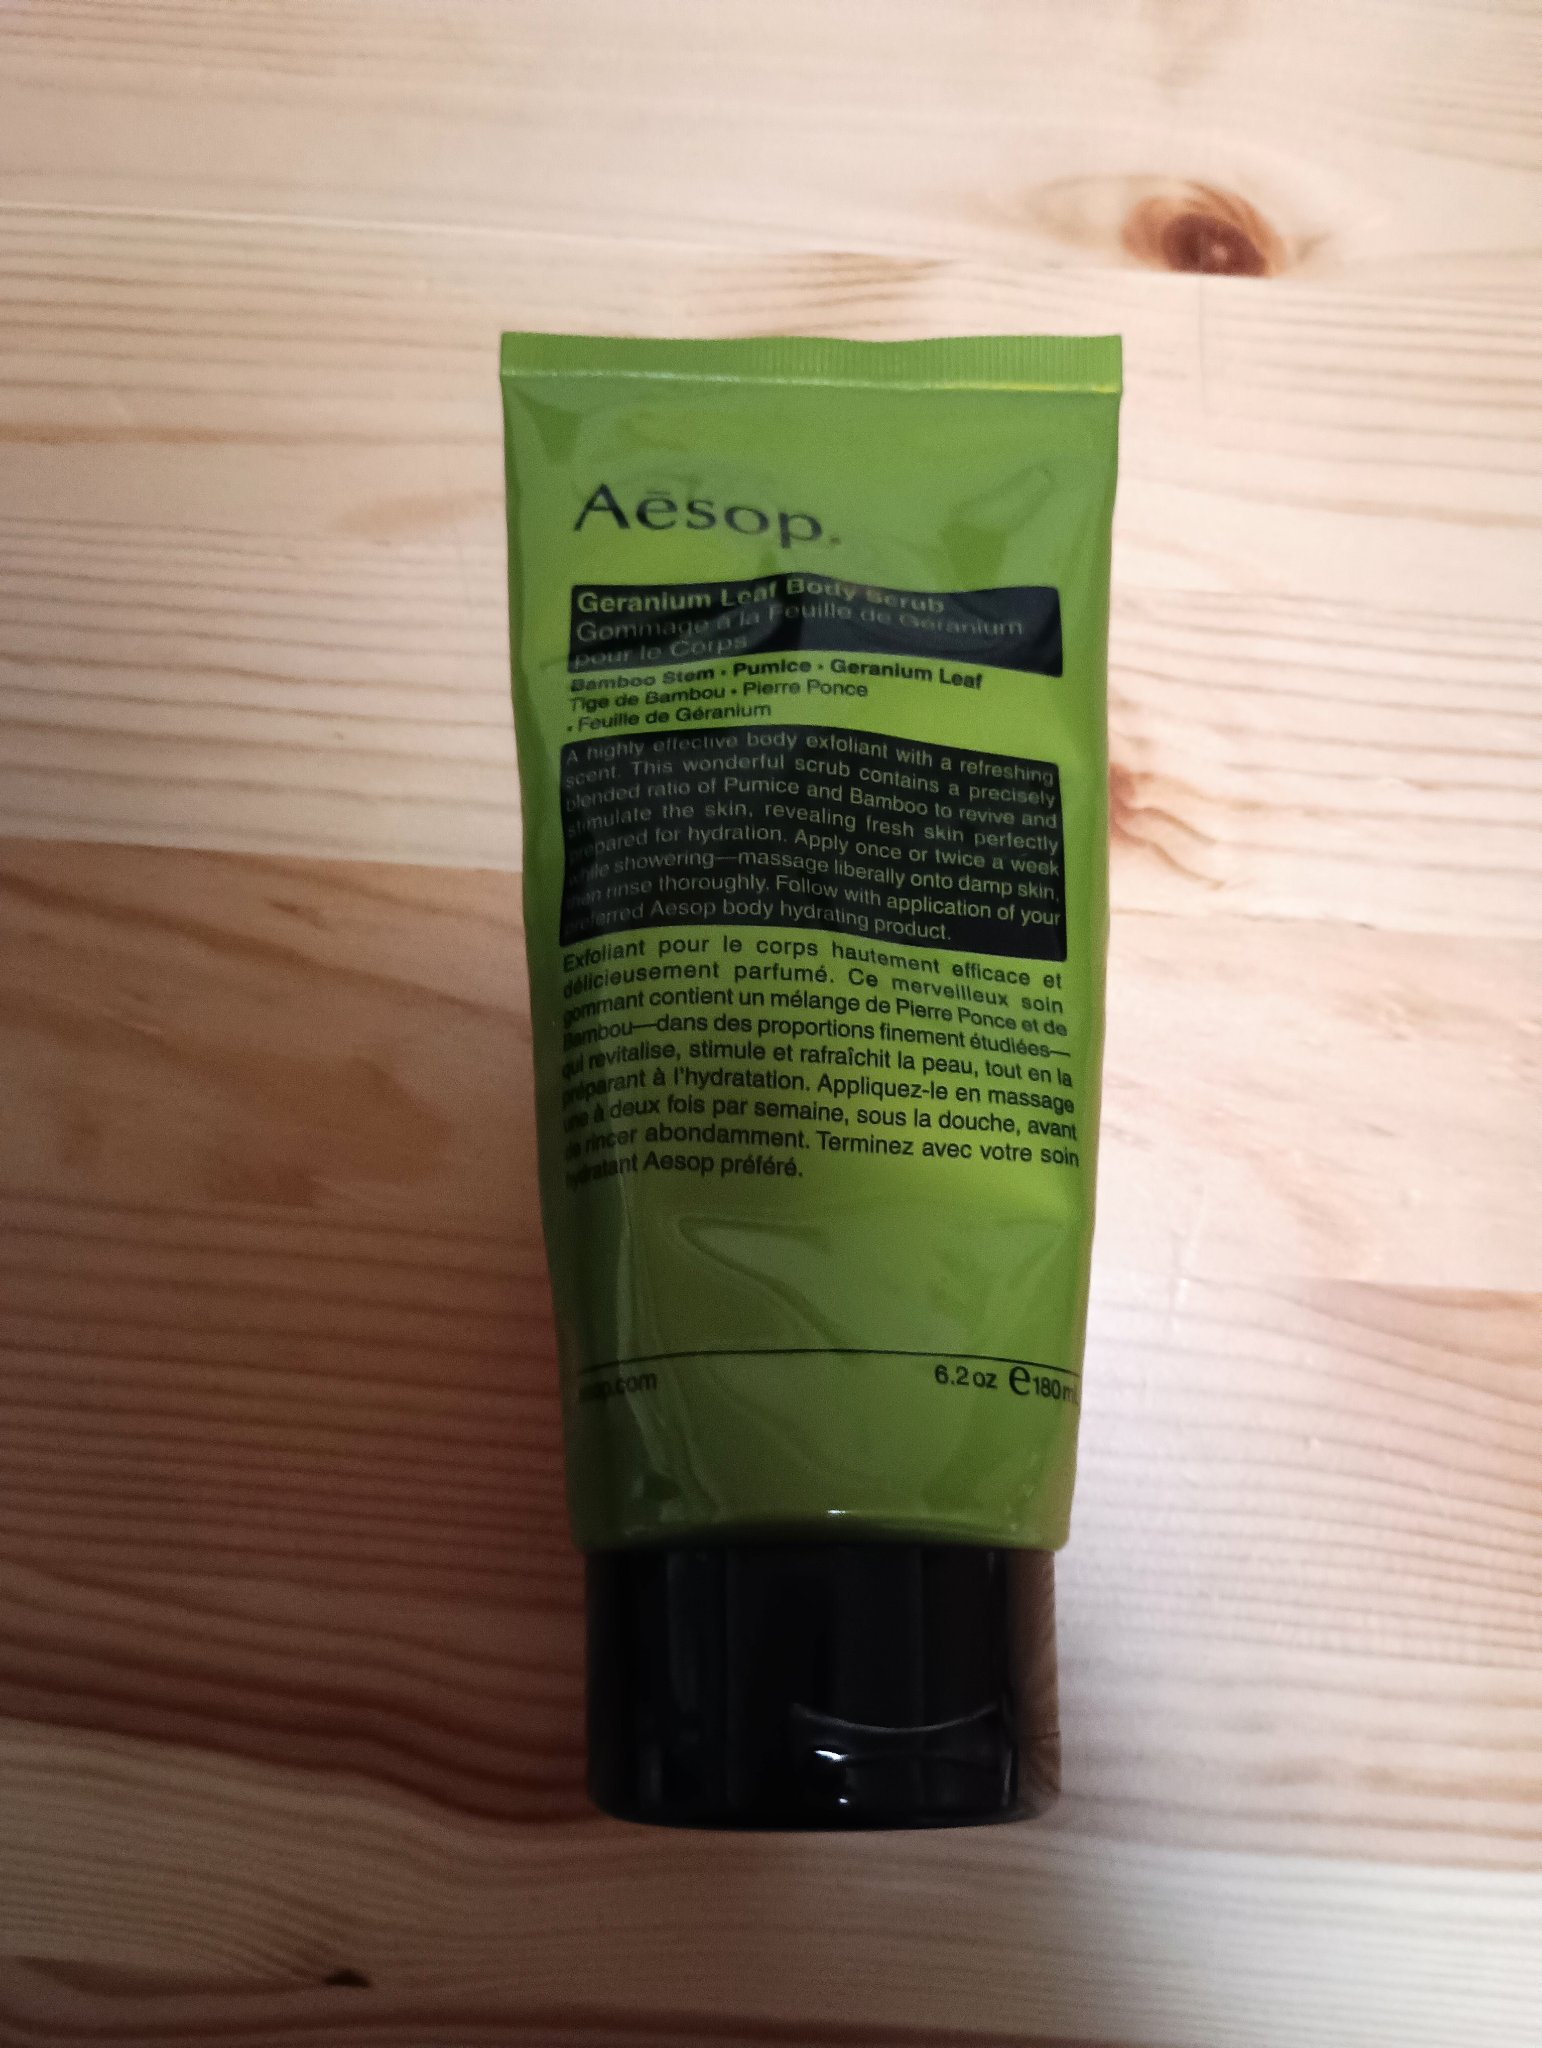 Aēsop.
Geranium Leaf Body Scrub
Gommage à la Feuille de Géranium
pour le Corps
Bamboo Stem • Pumice • Geranium Leaf
Tige de Bambou • Pierre Ponce
• Feuille de Géranium
A highly effective body exfoliant with a refreshing
scent. This wonderful scrub contains a precisely
blended ratio of Pumice and Bamboo to revive and
stimulate the skin, revealing fresh skin perfectly
prepared for hydration. Apply once or twice a week
while showering—massage liberally onto damp skin,
then rinse thoroughly. Follow with application of your
preferred Aesop body hydrating product.
Exfoliant pour le corps hautement efficace et
délicieusement parfumé. Ce merveilleux soin
gommant contient un mélange de Pierre Ponce et de
Bambou—dans des proportions finement étudiées—
qui revitalise, stimule et rafraîchit la peau, tout en la
préparant à l'hydratation. Appliquez-le en massage
une à deux fois par semaine, sous la douche, avant
de rincer abondamment. Terminez avec votre soin
hydratant Aesop préféré.
aesop.com
6.2 oz e 180 mL